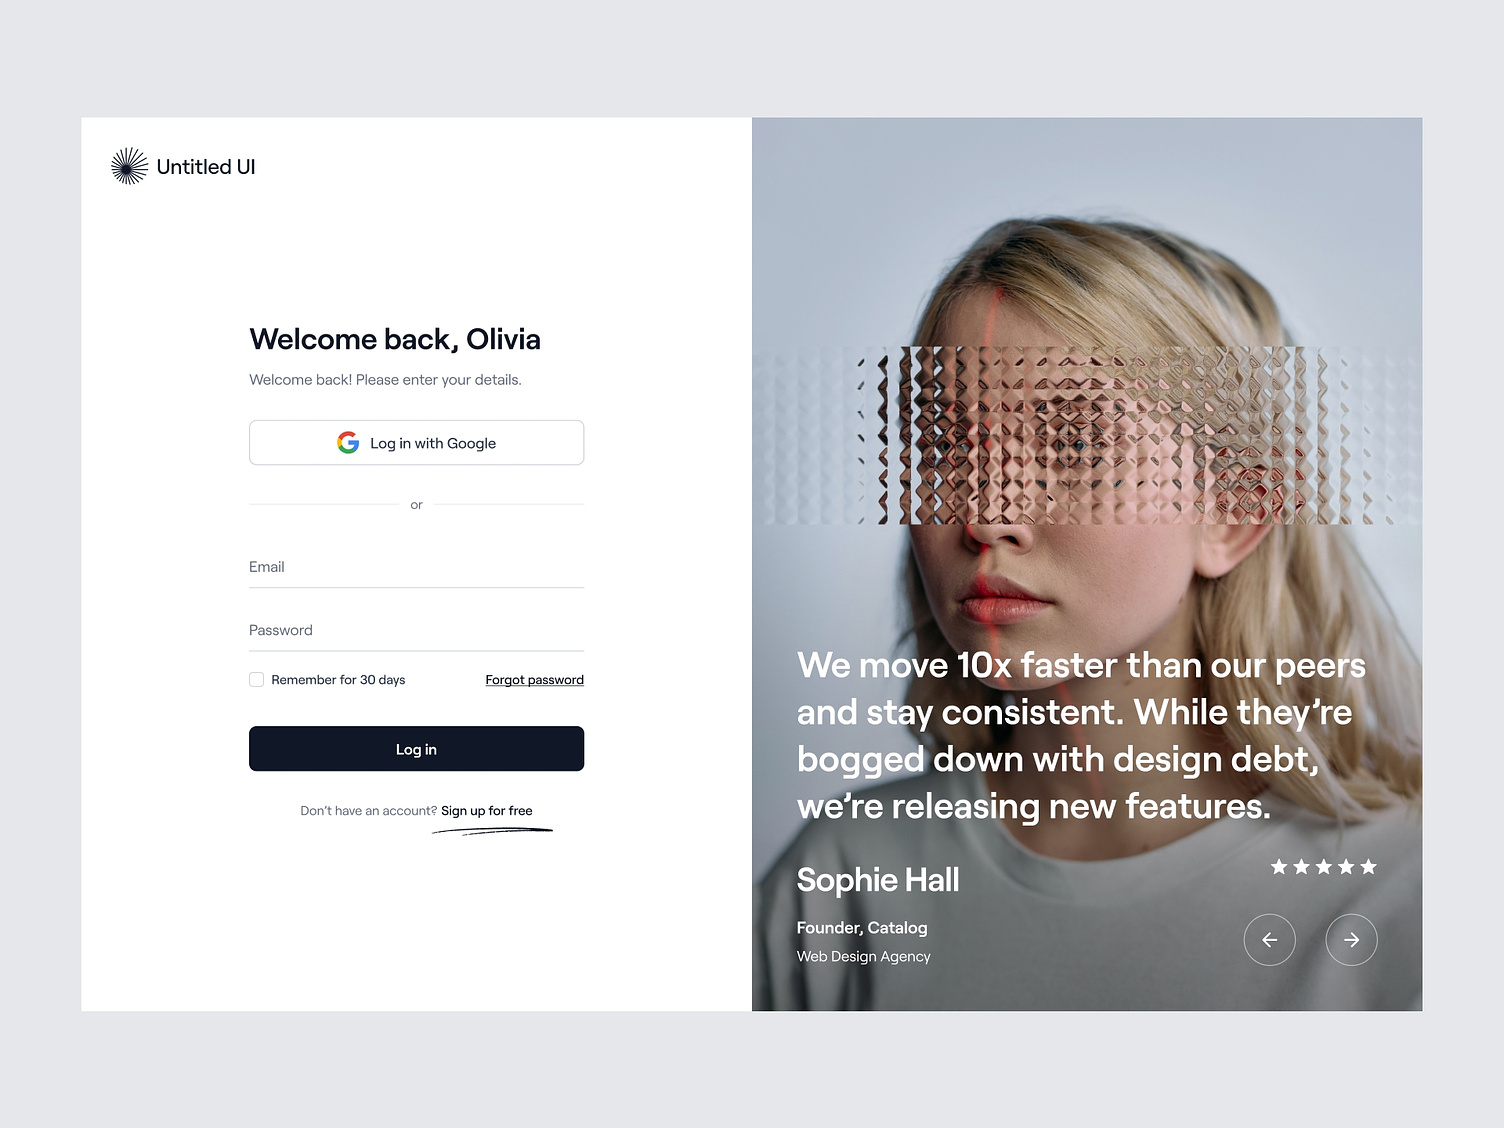 Untitled UI
Welcome back, Olivia
Welcome back! Please enter your details.
Log in with Google
or
Email
Password
Remember for 30 days
Forgot password
Log in
Don’t have an account? Sign up for free
We move 10x faster than our peers
and stay consistent. While they’re
bogged down with design debt,
we’re releasing new features.
Sophie Hall
Founder, Catalog
Web Design Agency